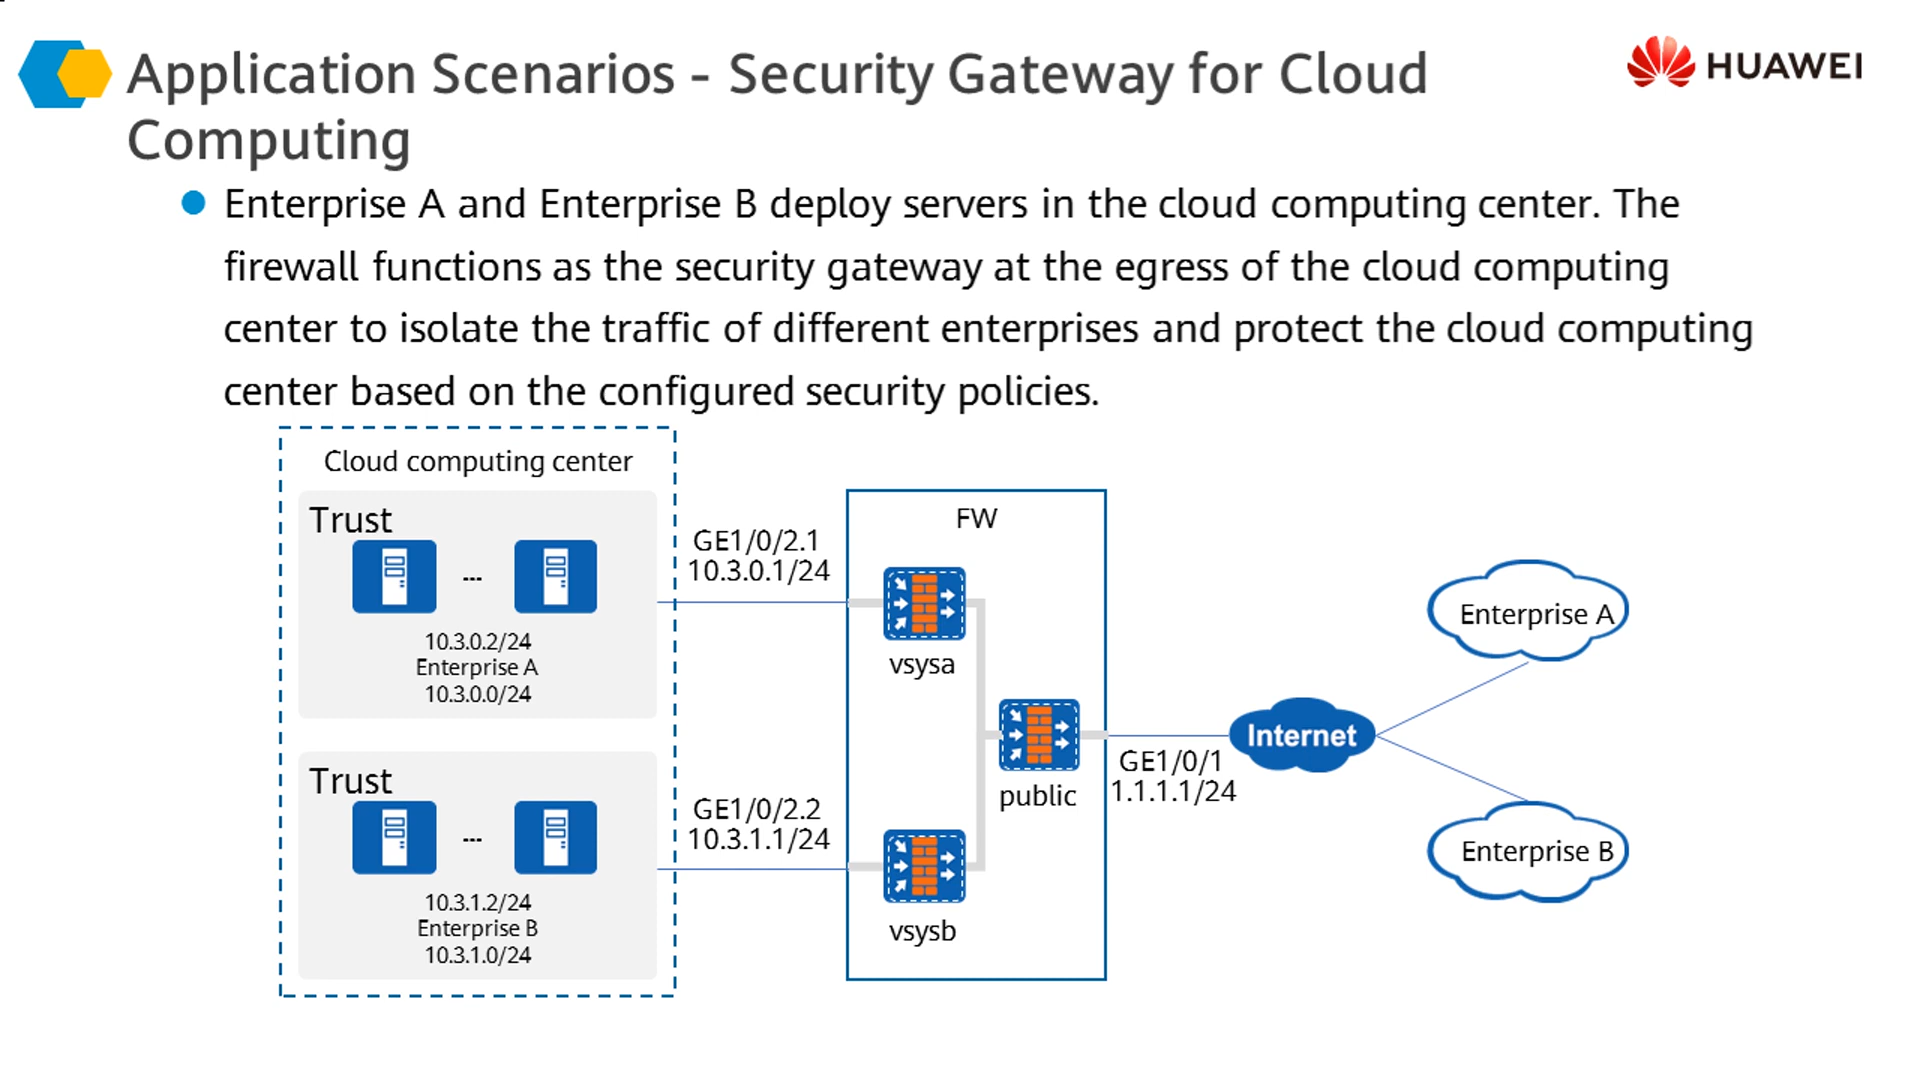 Application Scenarios - Security Gateway for Cloud
Computing
HUAWEI
Enterprise A and Enterprise B deploy servers in the cloud computing center. The
firewall functions as the security gateway at the egress of the cloud computing
center to isolate the traffic of different enterprises and protect the cloud computing
center based on the configured security policies.
Cloud computing center
Trust
...
10.3.0.2/24
Enterprise A
10.3.0.0/24
Trust
...
10.3.1.2/24
Enterprise B
10.3.1.0/24
GE1/0/2.1
10.3.0.1/24
GE1/0/2.2
10.3.1.1/24
FW
vsysa
public
vsysb
GE1/0/1
1.1.1.1/24
Internet
Enterprise A
Enterprise B